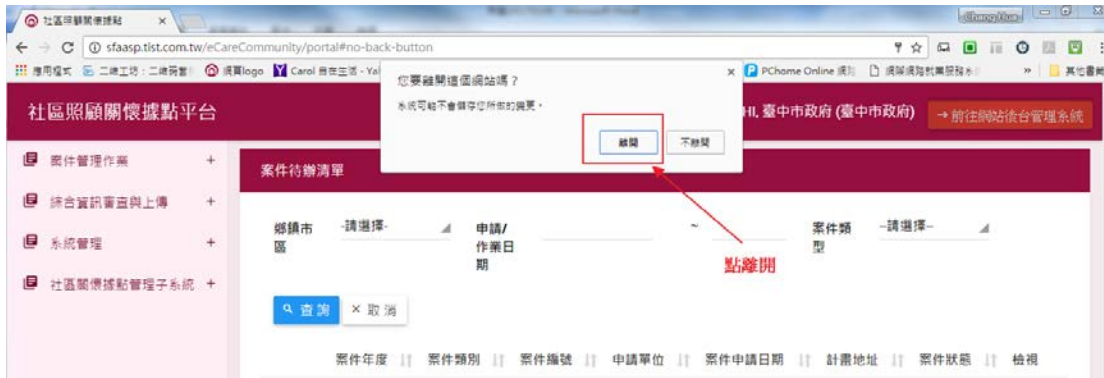 社區照顧關懷據點
sfaasp.tist.com.tw/eCareCommunity/portal#no-back-button
應用程式
您要離開這個網站嗎？
系統可能不會儲存您所做的變更。
離開 不離開
PChome Online
社區照顧關懷據點平台
HI, 臺中市政府 (臺中市政府)
→前往網站後台管理系統
案件管理作業 +
綜合資訊審查與上傳 +
系統管理 +
社區關懷據點管理子系統 +
案件待辦清單
鄉鎮市區 -請選擇-
申請/作業日期 ~
案件類型 --請選擇--
點離開
查詢 × 取消
案件年度 案件類別 案件編號 申請單位 案件申請日期 計畫地址 案件狀態 檢視